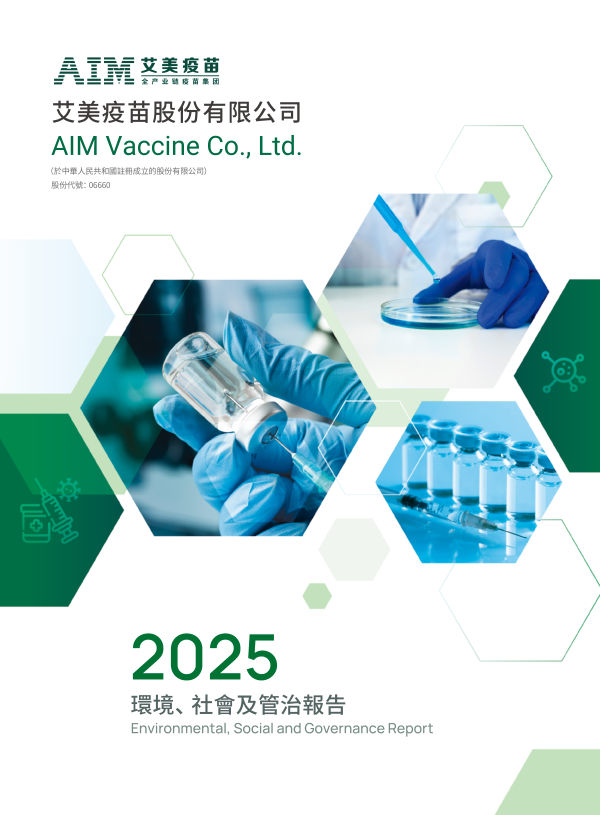 AIM 艾美疫苗
全产业链疫苗集团
艾美疫苗股份有限公司
AIM Vaccine Co., Ltd.
(於中華人民共和國註冊成立的股份有限公司)
股份代號: 06660
2025
環境、社會及管治報告
Environmental, Social and Governance Report